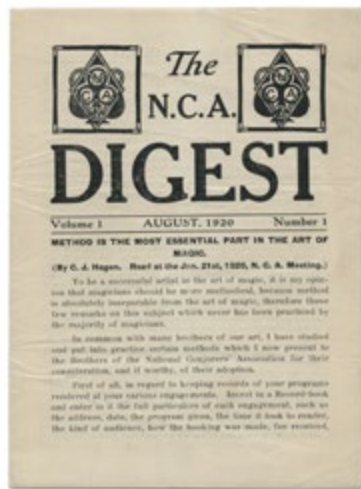 The
N.C.A.
DIGEST
Volume 1 AUGUST, 1920 Number 1
METHOD IS THE MOST ESSENTIAL PART IN THE ART OF
MAGIC.
(By C. J. Hagen. Read at the Jan. 21st, 1920, N. C. A. Meeting.)
To be a successful artist in the art of magic, it is my opin-
ion that magicians should be more methodical, because method
is absolutely inseparable from the art of magic, therefore these
few remarks on this subject which never has been practiced by
the majority of magicians.
In common with many brothers of our art, I have studied
and put into practice certain methods which I now present to
the Brothers of the National Conjurers' Association for their
consideration, and if worthy, of their adoption.
First of all, in regard to keeping records of your programs
rendered of your various engagements. Invest in a Record-book
and enter in it the full particulars of each engagement, such as
the address, date, the program given, the time it took to render,
the kind of audience, how the booking was made, fee received,